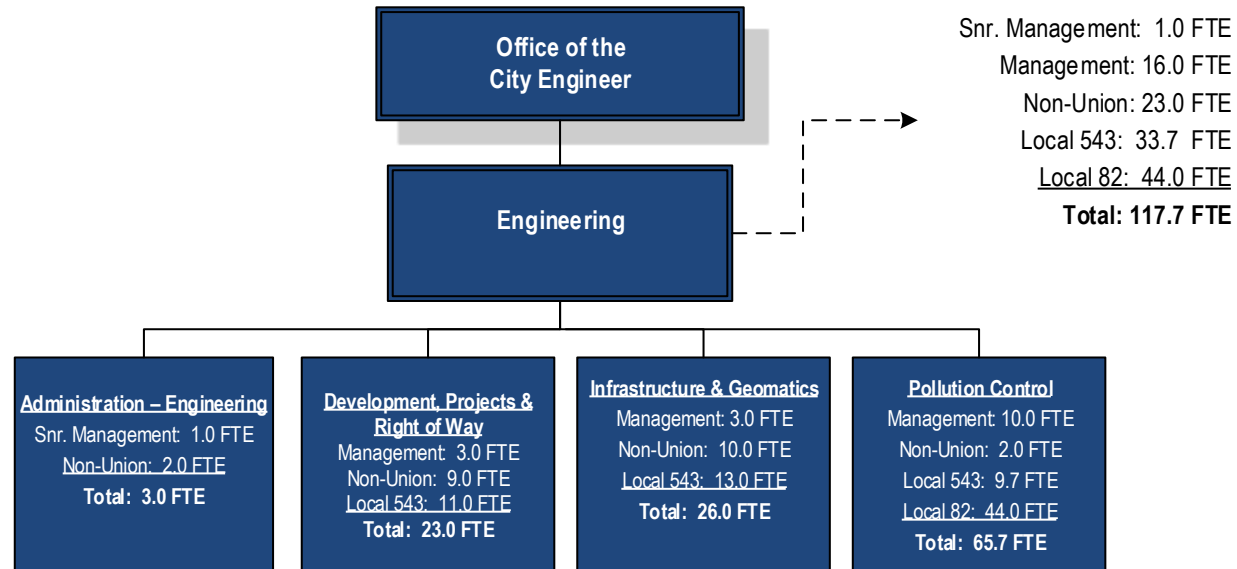 Office of the
City Engineer
Snr. Management: 1.0 FTE
Management: 16.0 FTE
Non-Union: 23.0 FTE
Local 543: 33.7 FTE
Local 82: 44.0 FTE
Total: 117.7 FTE
Engineering
Administration – Engineering
Snr. Management: 1.0 FTE
Non-Union: 2.0 FTE
Total: 3.0 FTE
Development, Projects &
Right of Way
Management: 3.0 FTE
Non-Union: 9.0 FTE
Local 543: 11.0 FTE
Total: 23.0 FTE
Infrastructure & Geomatics
Management: 3.0 FTE
Non-Union: 10.0 FTE
Local 543: 13.0 FTE
Total: 26.0 FTE
Pollution Control
Management: 10.0 FTE
Non-Union: 2.0 FTE
Local 543: 9.7 FTE
Local 82: 44.0 FTE
Total: 65.7 FTE